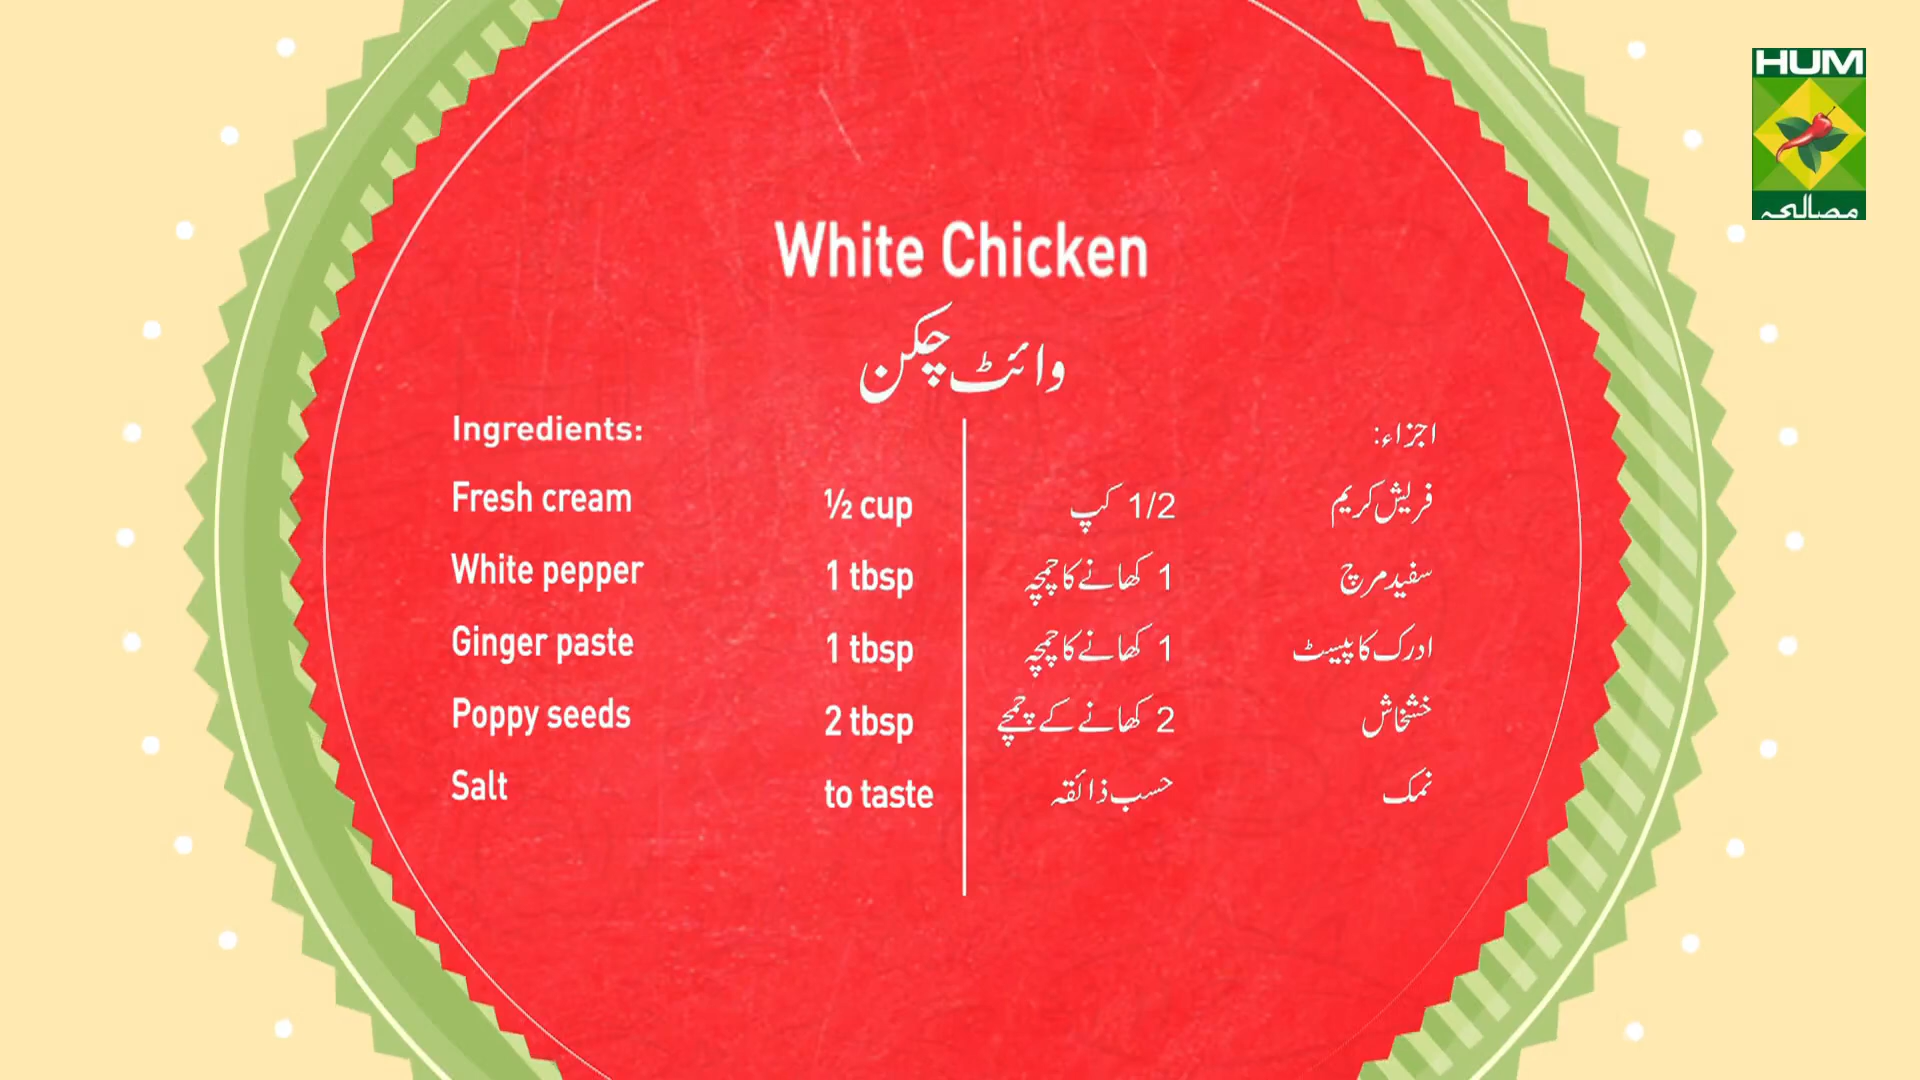 HUM
مصالحہ
White Chicken
وائٹ چکن
Ingredients:
Fresh cream ½ cup
White pepper 1 tbsp
Ginger paste 1 tbsp
Poppy seeds 2 tbsp
Salt to taste
اجزاء:
فریش کریم 1/2 کپ
سفید مرچ 1 کھانے کا چمچہ
ادرک کا پیسٹ 1 کھانے کا چمچہ
خشخاش 2 کھانے کے چمچے
نمک حسب ذائقہ